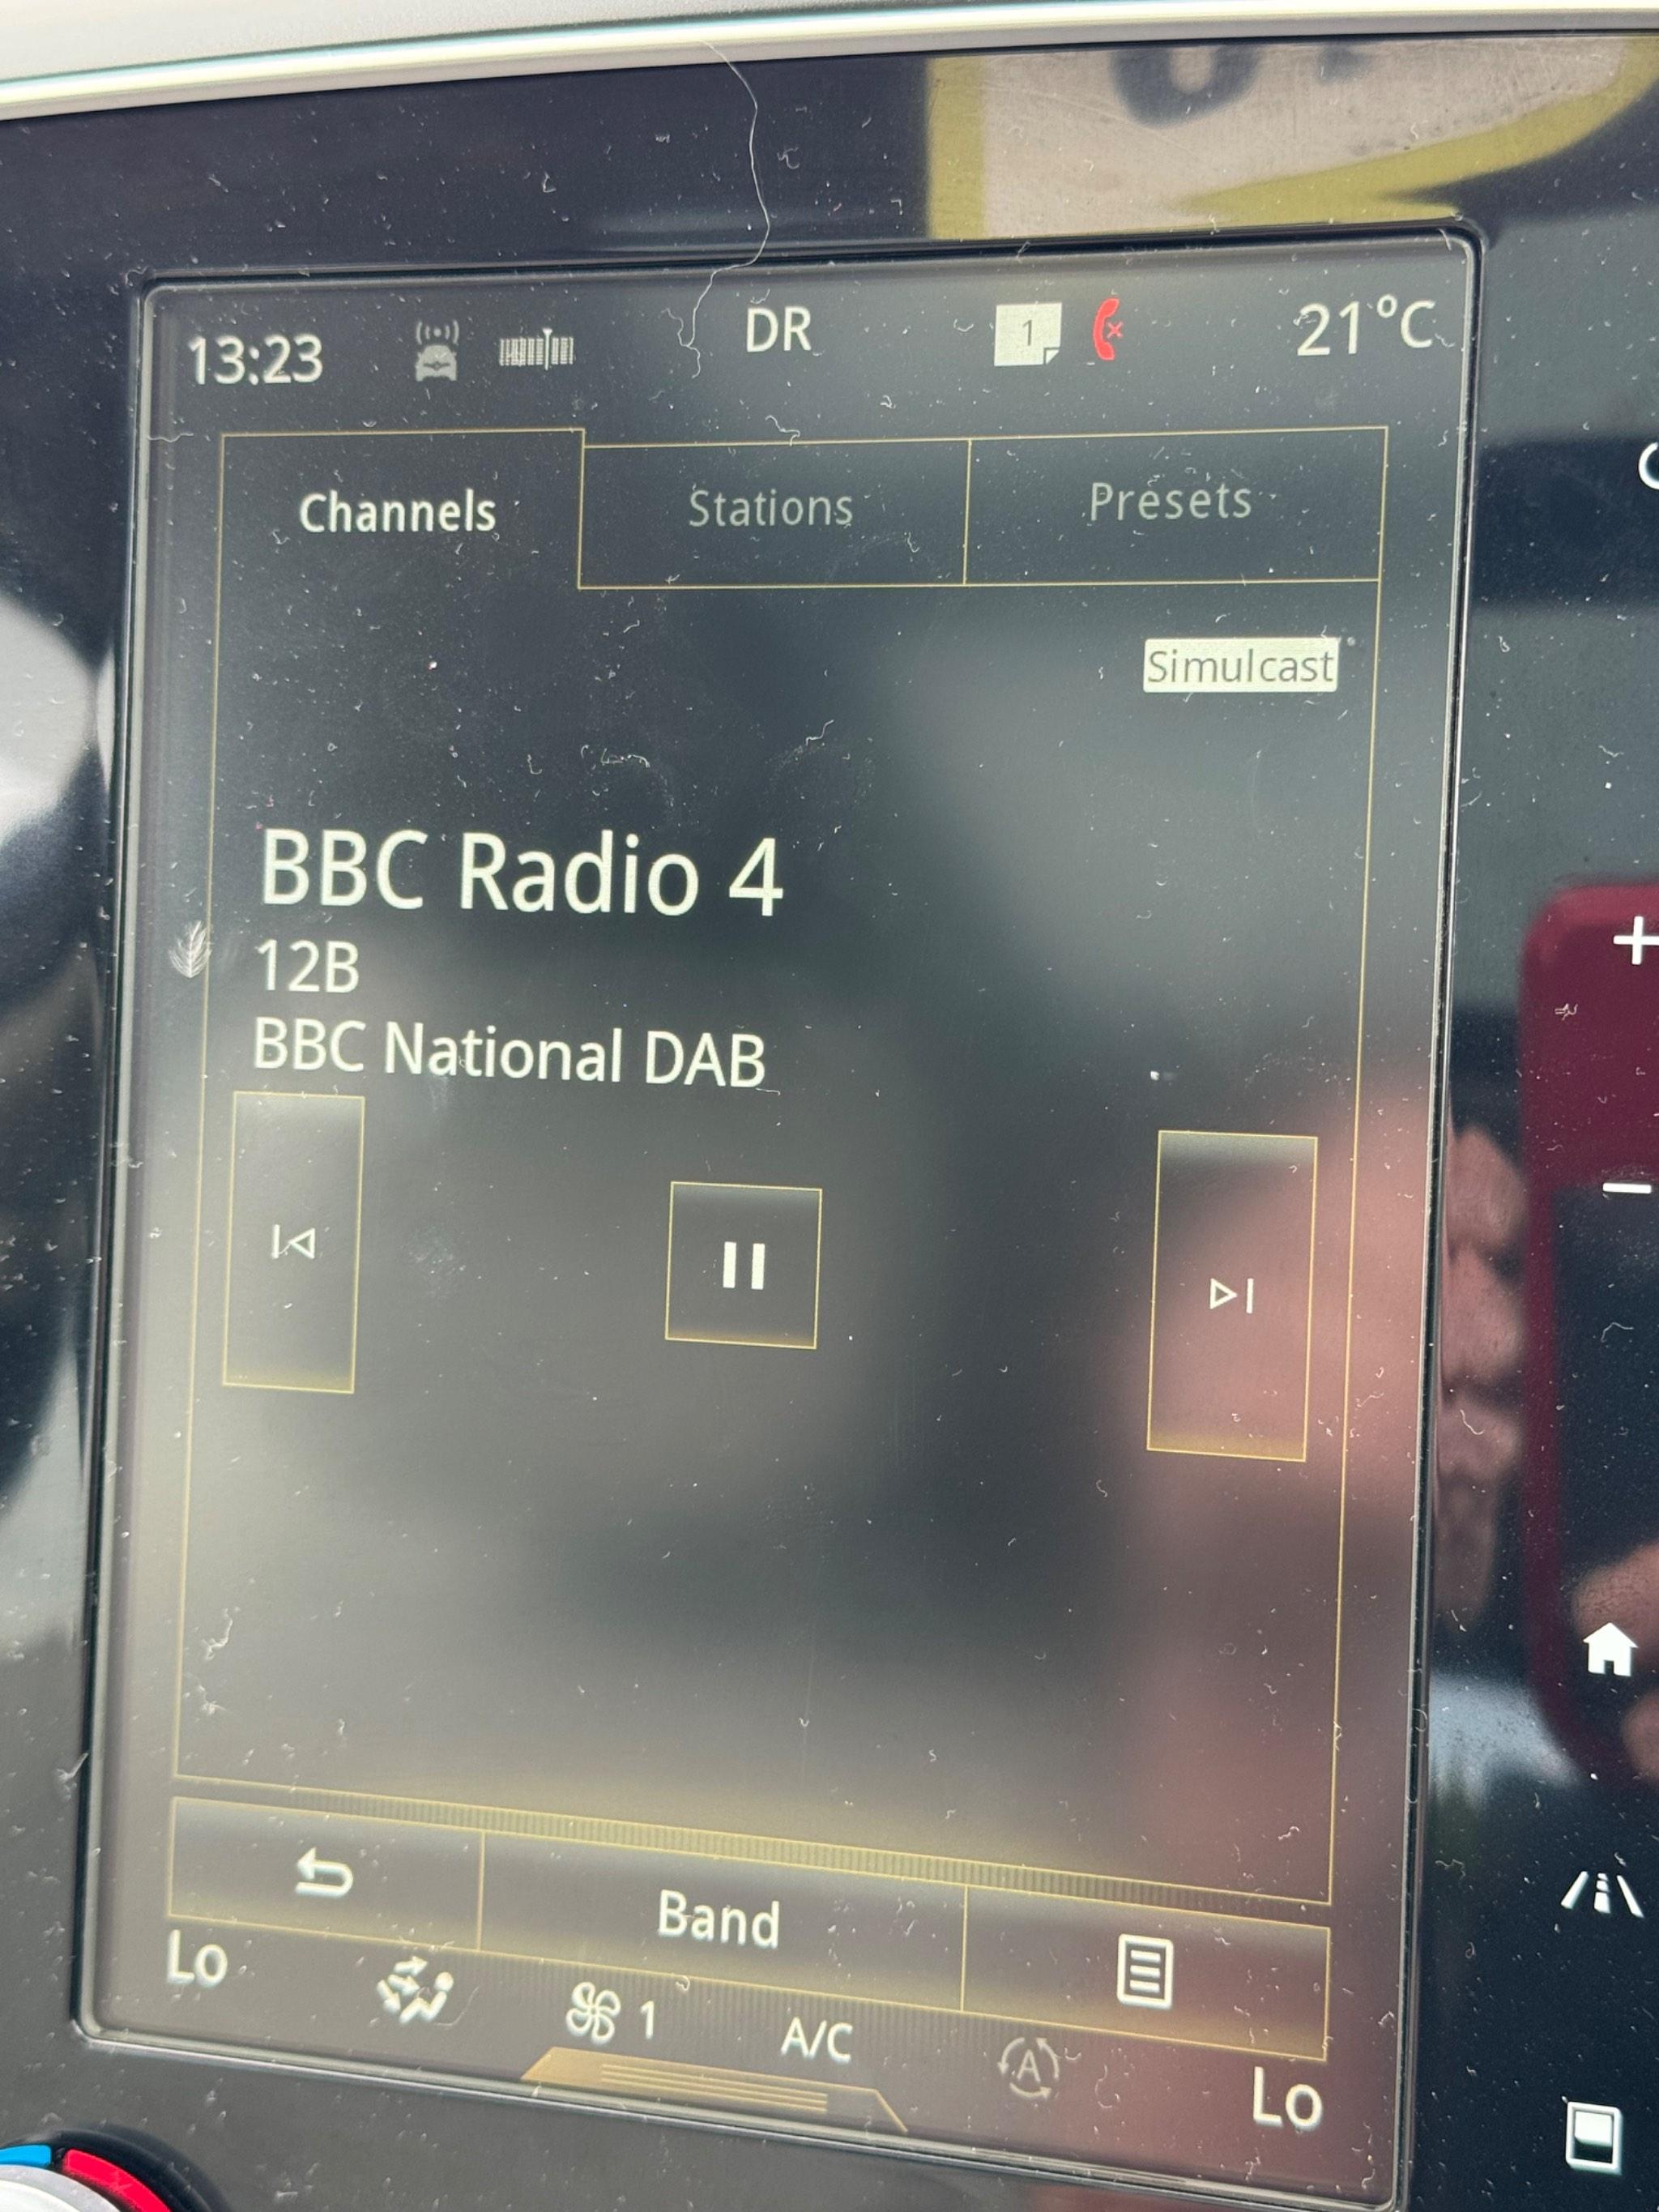 13:23
DR
1
21°C
Channels
Stations
Presets
Simulcast
BBC Radio 4
12B
BBC National DAB
Band
Lo
1
A/C
A
Lo